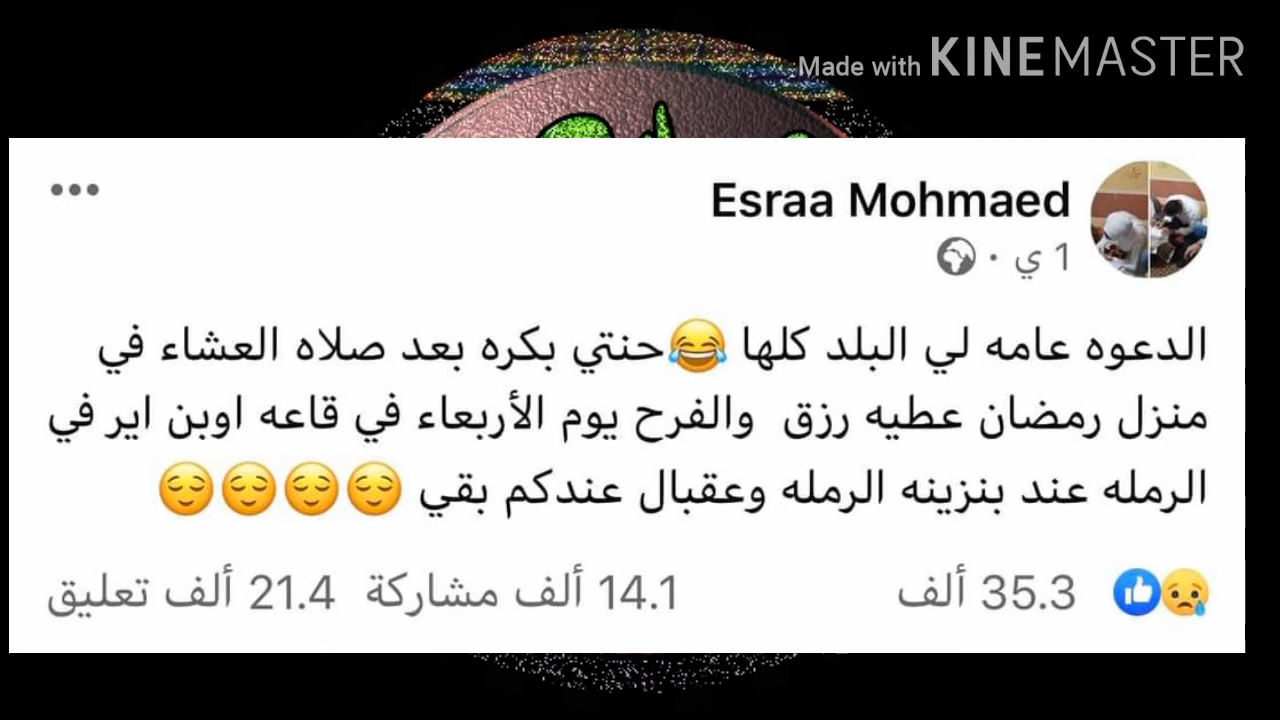 Made with KINEMASTER
Esraa Mohmaed
1 ي ·
الدعوه عامه لي البلد كلها 😂حنتي بكره بعد صلاه العشاء في
منزل رمضان عطيه رزق والفرح يوم الأربعاء في قاعه اوبن اير في
الرمله عند بنزينه الرمله وعقبال عندكم بقي 😌😌😌😌
35.3 ألف 14.1 ألف مشاركة 21.4 ألف تعليق